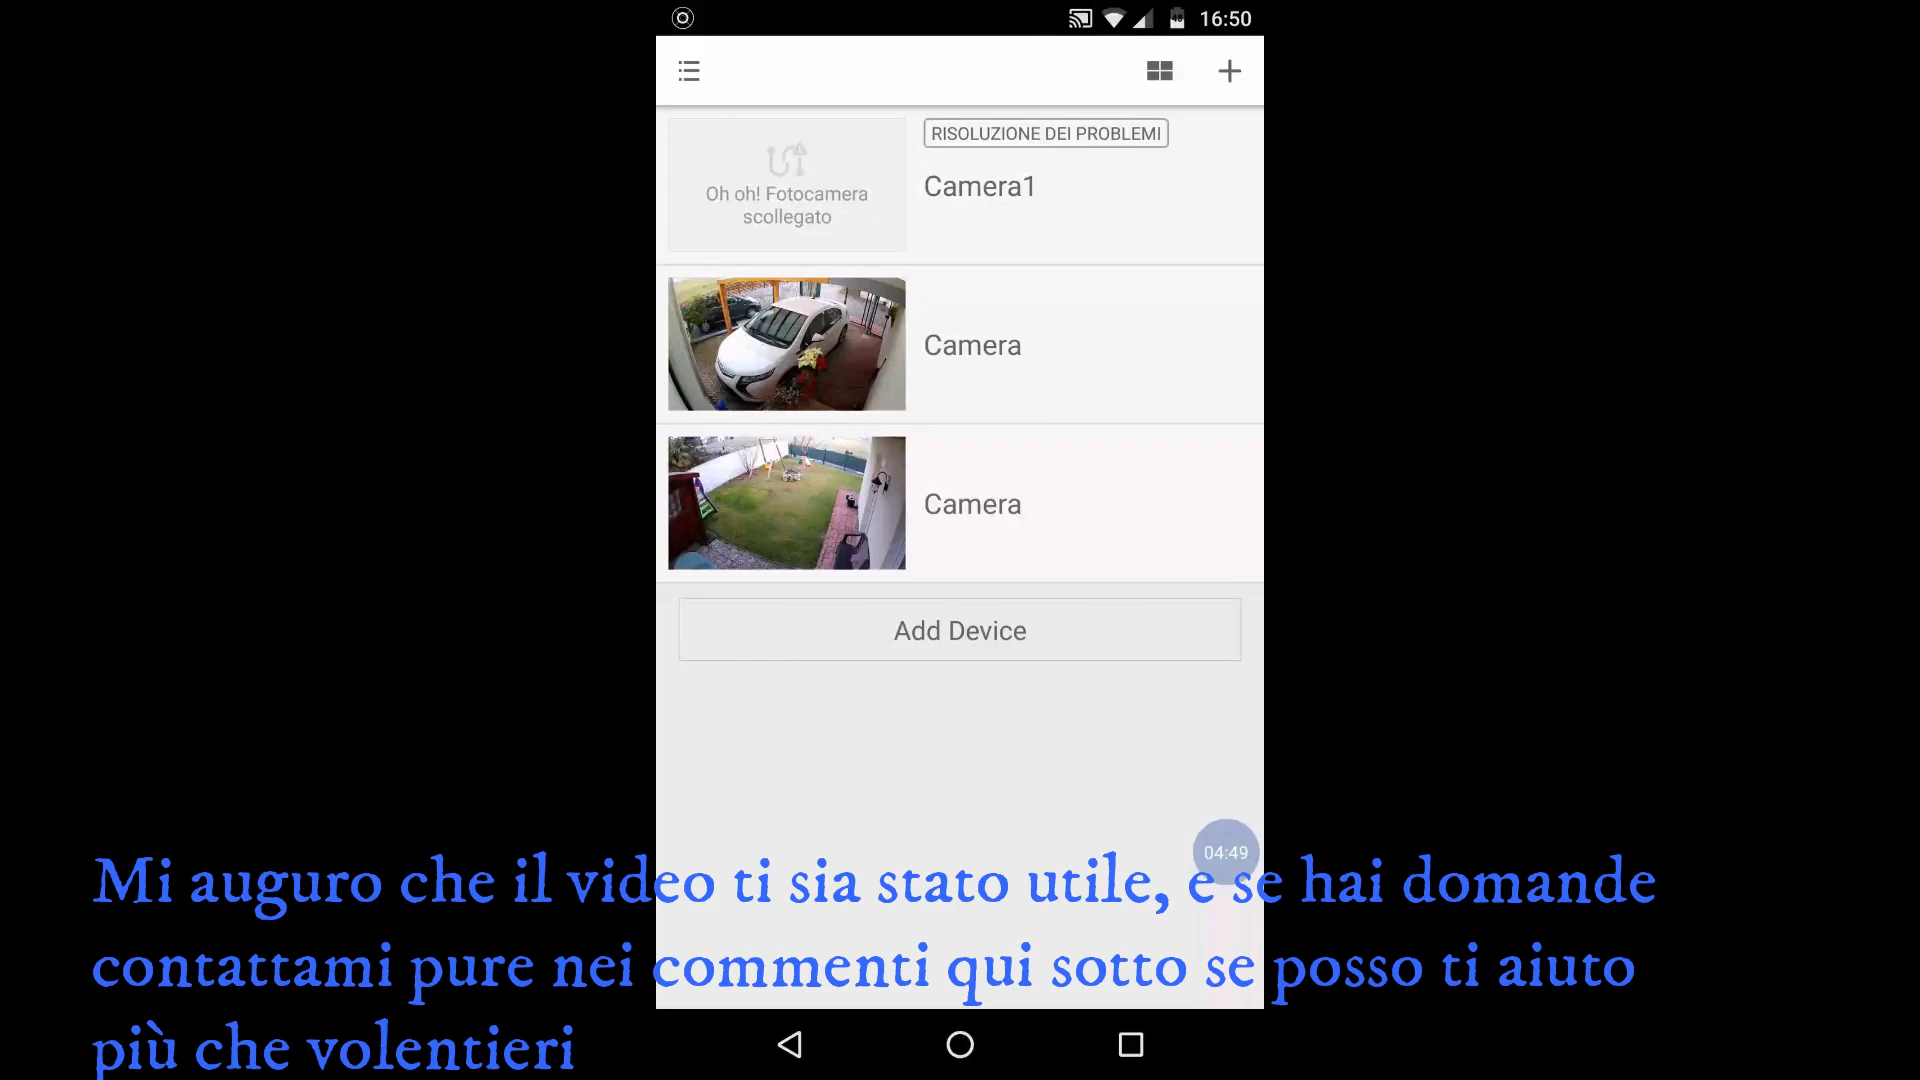 16:50
RISOLUZIONE DEI PROBLEMI
Oh oh! Fotocamera
scollegato
Camera1
Camera
Camera
Add Device
04:49
Mi auguro che il video ti sia stato utile, e se hai domande
contattami pure nei commenti qui sotto se posso ti aiuto
più che volentieri